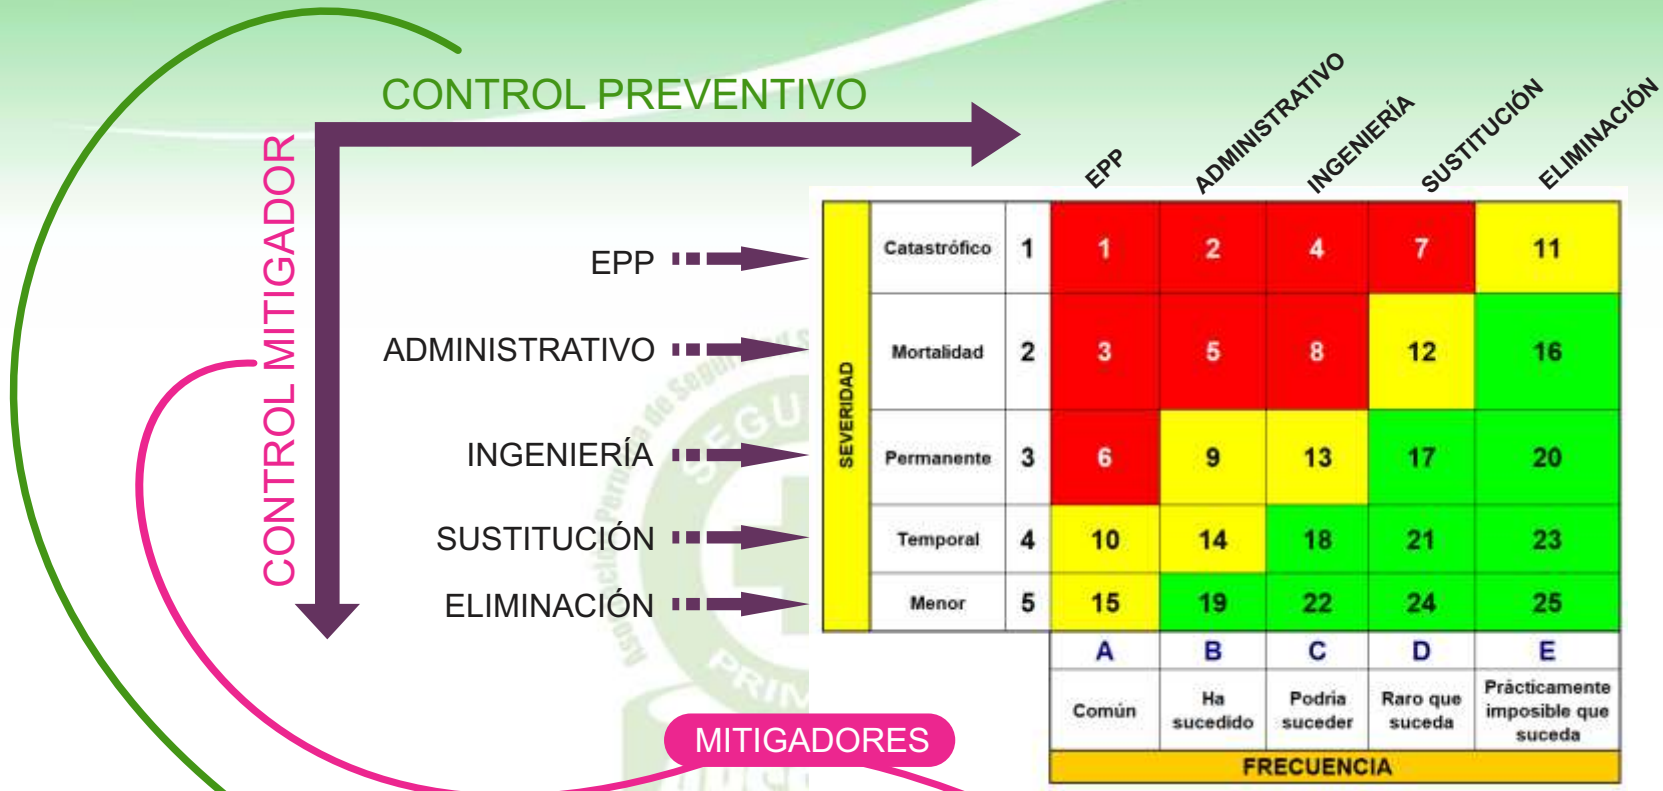 CONTROL PREVENTIVO
CONTROL MITIGADOR
EPP
ADMINISTRATIVO
INGENIERÍA
SUSTITUCIÓN
ELIMINACIÓN
EPP
ADMINISTRATIVO
INGENIERÍA
SUSTITUCIÓN
ELIMINACIÓN
SEVERIDAD
Catastrófico 1 1 2 4 7 11
Mortalidad 2 3 5 8 12 16
Permanente 3 6 9 13 17 20
Temporal 4 10 14 18 21 23
Menor 5 15 19 22 24 25
A B C D E
Común
Ha
sucedido
Podria
suceder
Raro que
suceda
Prácticamente
imposible que
suceda
FRECUENCIA
MITIGADORES